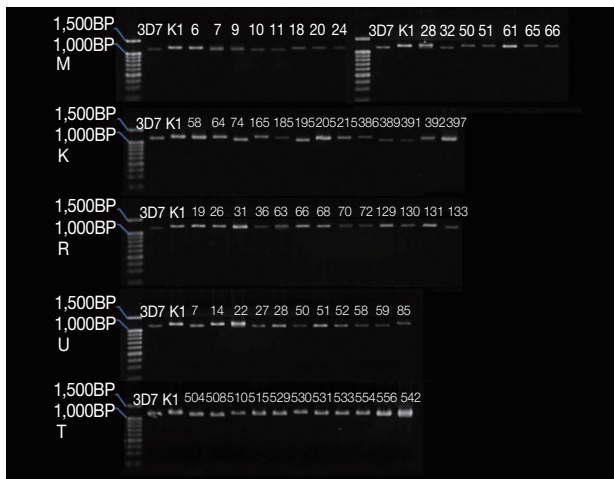 1,500BP 3D7 K1 6 7 9 10 11 18 20 24 3D7 K1 28 32 50 51 61 65 66
1,000BP
M
1,500BP 3D7 K1 58 64 74 165 185 195 205 215 386 389 391 392 397
1,000BP
K
1,500BP 3D7 K1 19 26 31 36 63 66 68 70 72 129 130 131 133
1,000BP
R
1,500BP 3D7 K1 7 14 22 27 28 50 51 52 58 59 85
1,000BP
U
1,500BP 3D7 K1 504 508 510 515 529 530 531 533 554 556 542
1,000BP
T